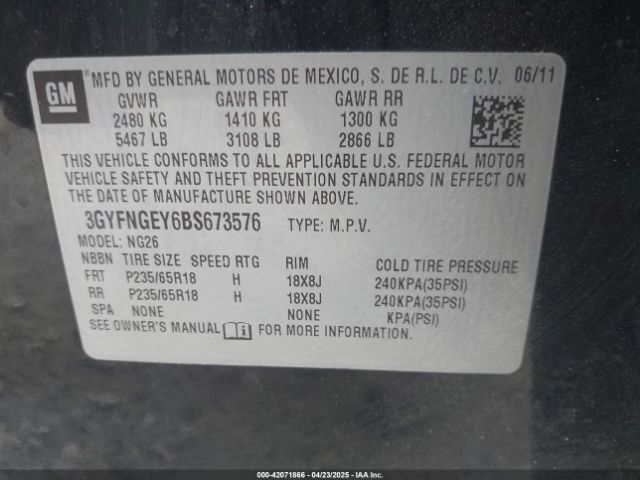 GM
MFD BY GENERAL MOTORS DE MEXICO, S. DE R.L. DE C.V. 06/11
GVWR GAWR FRT GAWR RR
2480 KG 1410 KG 1300 KG
5467 LB 3108 LB 2866 LB
THIS VEHICLE CONFORMS TO ALL APPLICABLE U.S. FEDERAL MOTOR
VEHICLE SAFETY AND THEFT PREVENTION STANDARDS IN EFFECT ON
THE DATE OF MANUFACTURE SHOWN ABOVE.
3GYFNGEY6BS673576 TYPE: M.P.V.
MODEL: NG26
NBBN TIRE SIZE SPEED RTG RIM COLD TIRE PRESSURE
FRT P235/65R18 H 18X8J 240KPA(35PSI)
RR P235/65R18 H 18X8J 240KPA(35PSI)
SPA NONE NONE KPA(PSI)
SEE OWNER'S MANUAL i FOR MORE INFORMATION.
000-42071866 - 04/23/2025 - IAA Inc.